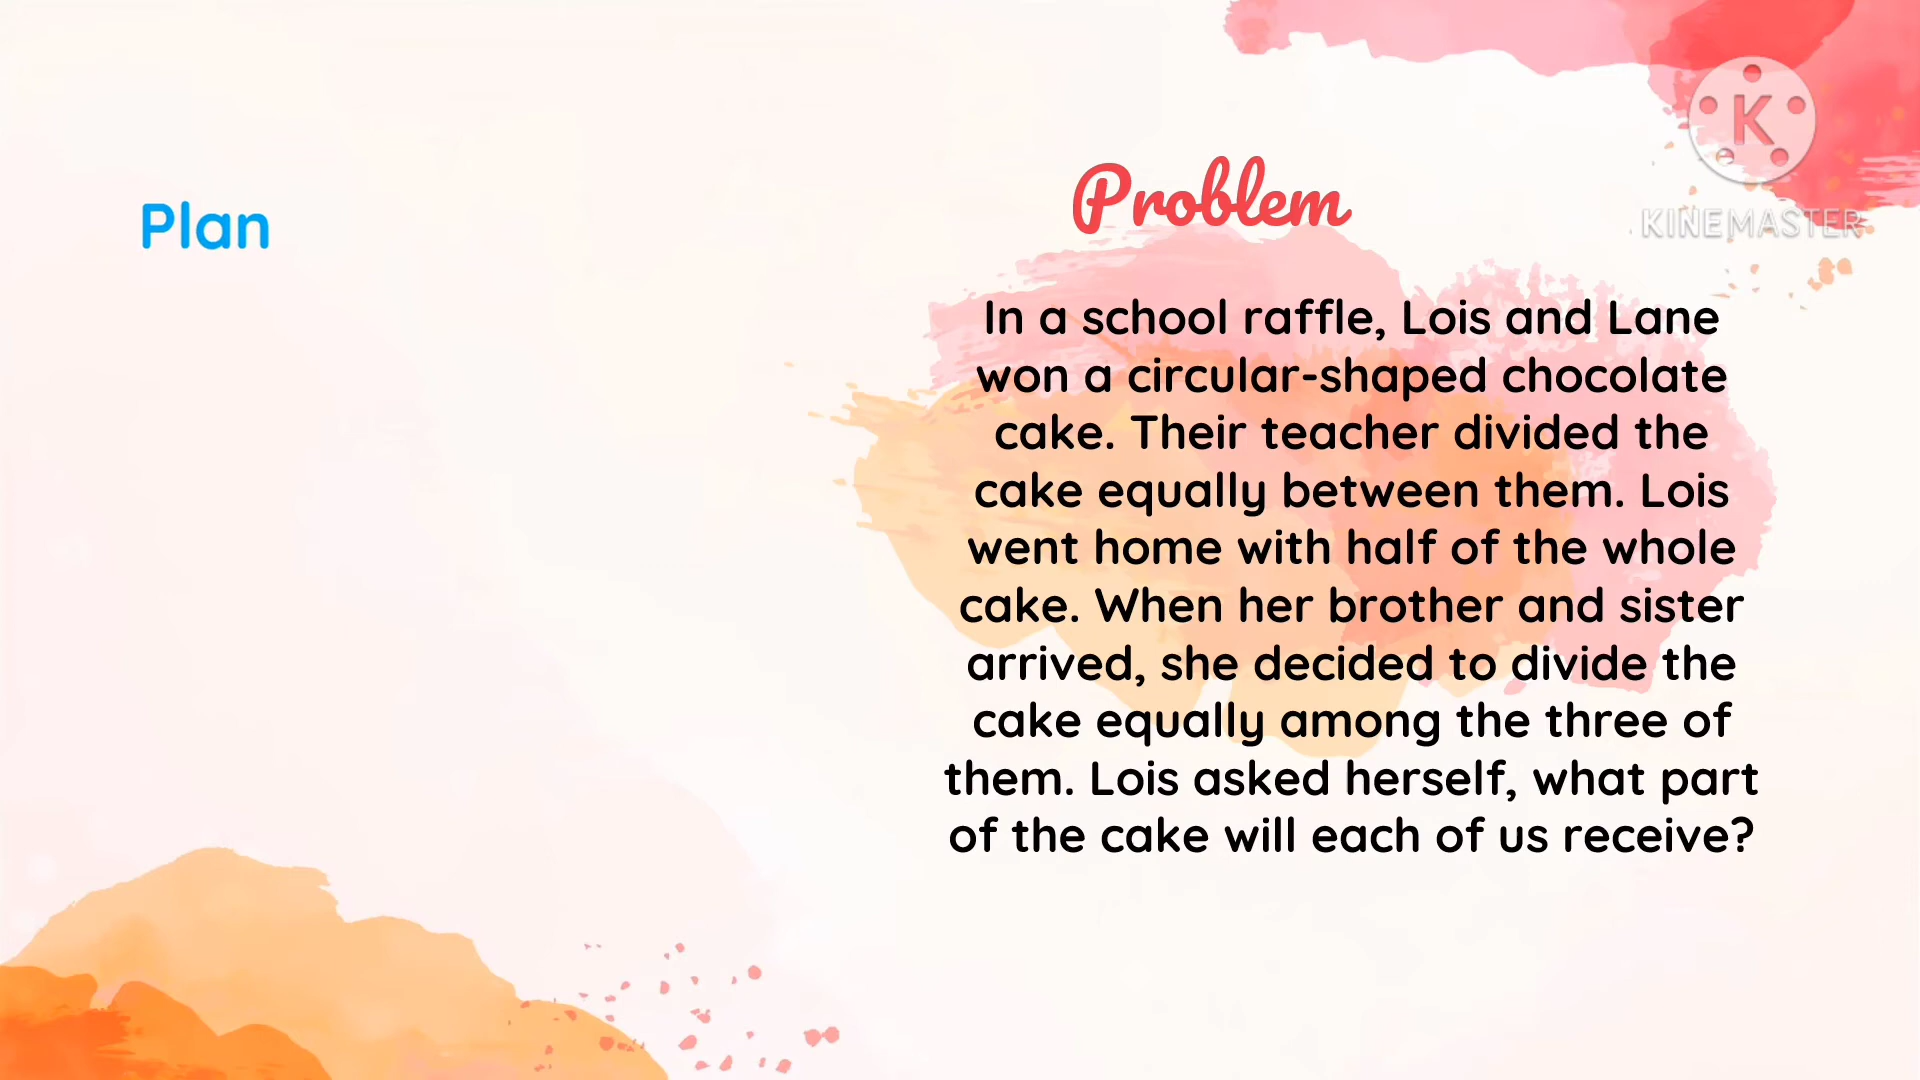 Plan
Problem
In a school raffle, Lois and Lane
won a circular-shaped chocolate
cake. Their teacher divided the
cake equally between them. Lois
went home with half of the whole
cake. When her brother and sister
arrived, she decided to divide the
cake equally among the three of
them. Lois asked herself, what part
of the cake will each of us receive?
K
KINEMASTER